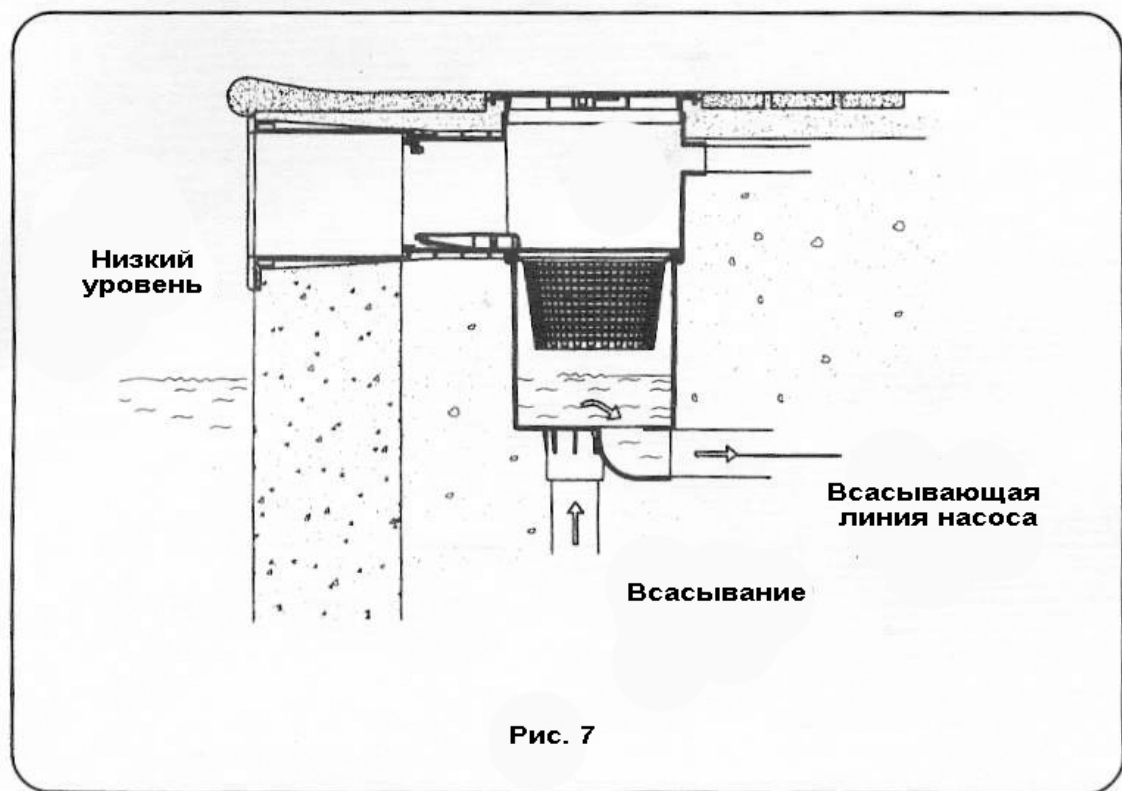 Низкий
уровень
Всасывающая
линия насоса
Всасывание
Рис. 7